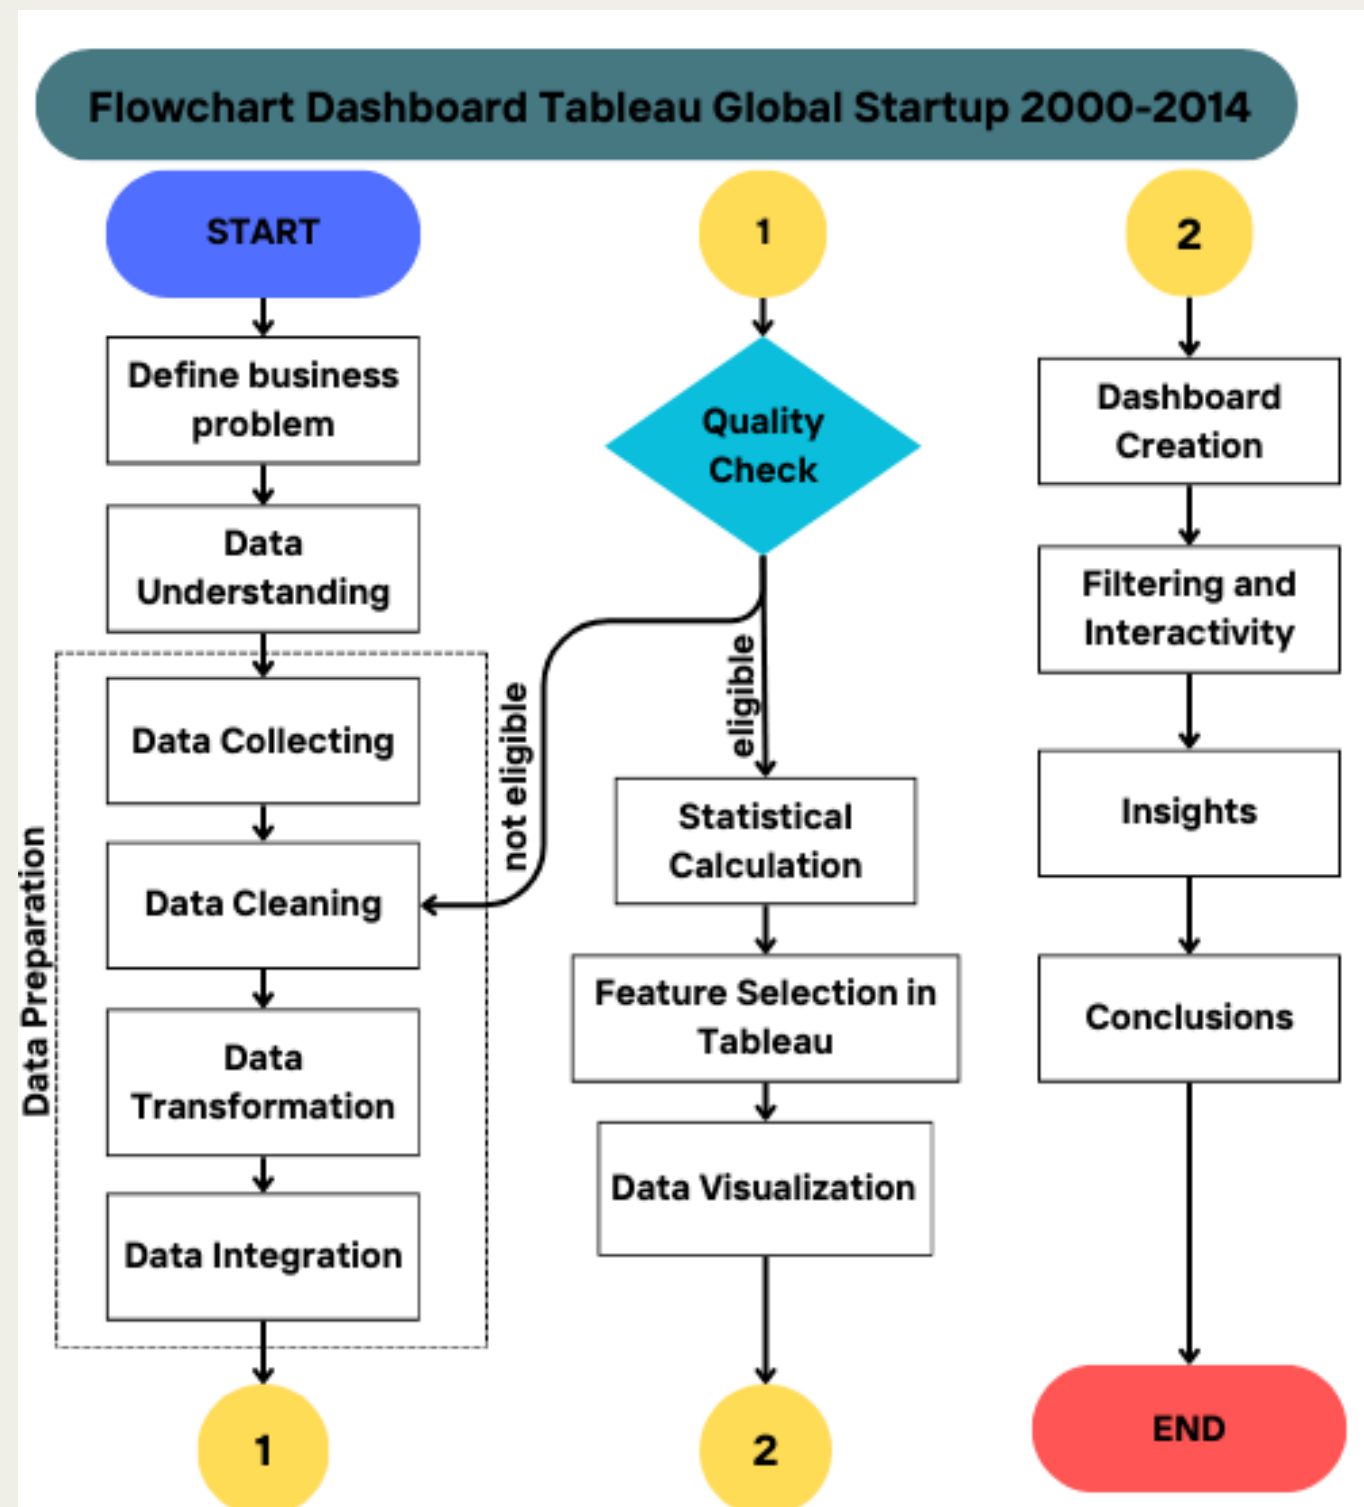 Flowchart Dashboard Tableau Global Startup 2000-2014
START
Define business
problem
Data
Understanding
Data Preparation
Data Collecting
Data Cleaning
Data
Transformation
Data Integration
1
1
Quality
Check
not eligible
eligible
Statistical
Calculation
Feature Selection in
Tableau
Data Visualization
2
2
Dashboard
Creation
Filtering and
Interactivity
Insights
Conclusions
END